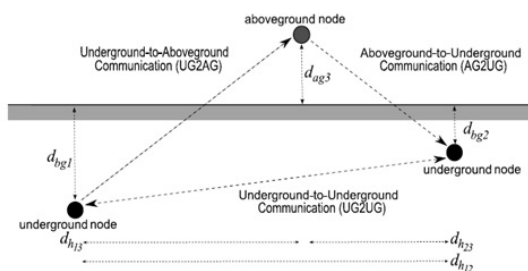 aboveground node
Underground-to-Aboveground
Communication (UG2AG)
Aboveground-to-Underground
Communication (AG2UG)
d_ag3
d_bg1
d_bg2
underground node
Underground-to-Underground
Communication (UG2UG)
underground node
d_h13
d_h23
d_h12